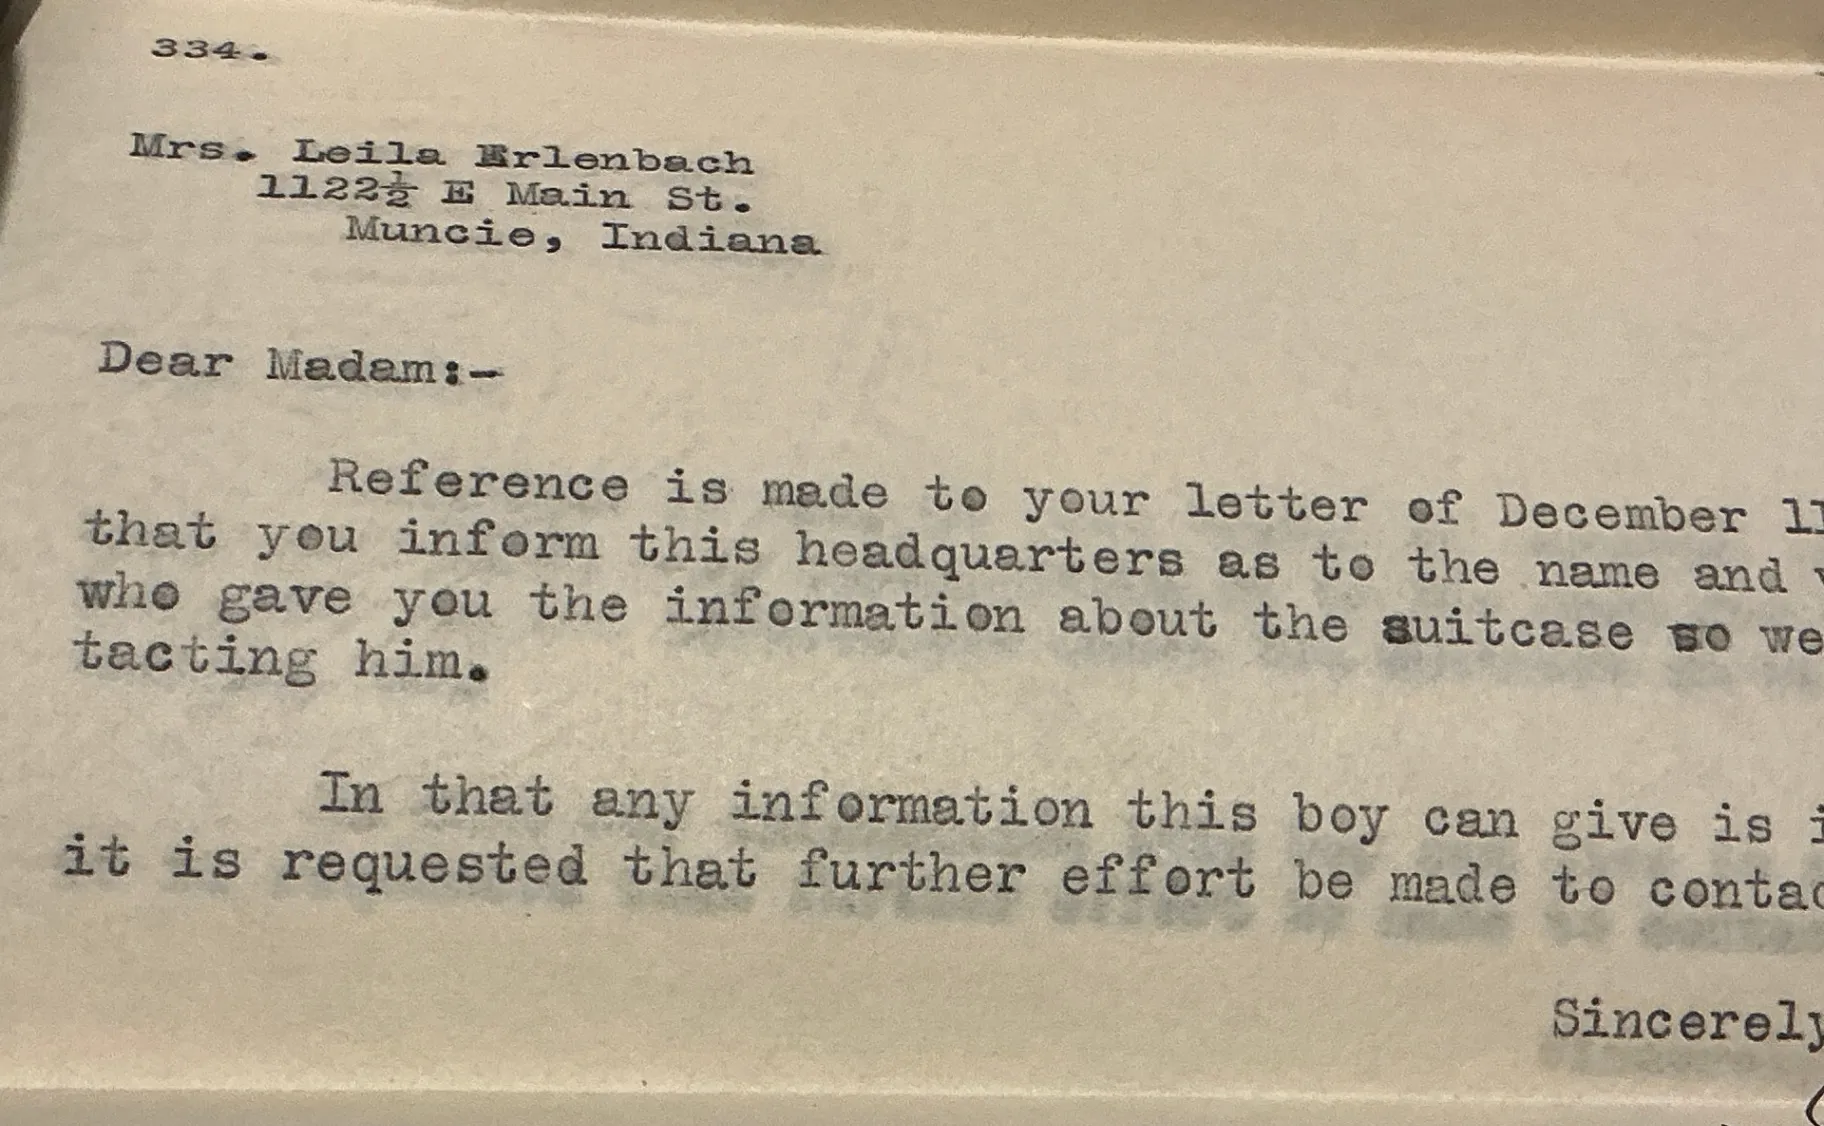 334.
Mrs. Leila Erlenbach
1122½ E Main St.
Muncie, Indiana
Dear Madam:-
Reference is made to your letter of December 11
that you inform this headquarters as to the name and
who gave you the information about the suitcase so we
tacting him.
In that any information this boy can give is
it is requested that further effort be made to contac
Sincerely